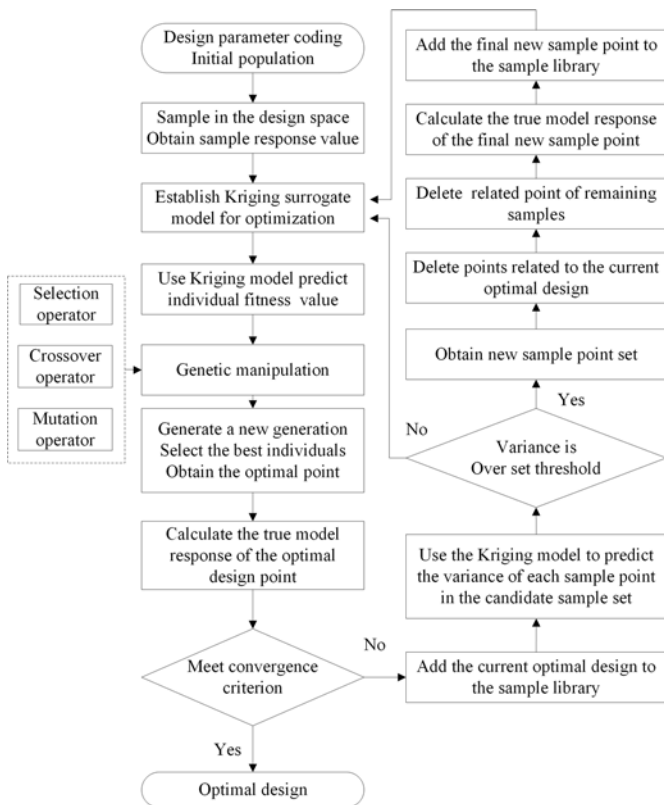 Design parameter coding
Initial population
Sample in the design space
Obtain sample response value
Establish Kriging surrogate
model for optimization
Use Kriging model predict
individual fitness value
Selection
operator
Crossover
operator
Mutation
operator
Genetic manipulation
Generate a new generation
Select the best individuals
Obtain the optimal point
Calculate the true model
response of the optimal
design point
Meet convergence
criterion
Yes
Optimal design
No
Add the current optimal design to
the sample library
Use the Kriging model to predict
the variance of each sample point
in the candidate sample set
Variance is
Over set threshold
No
Yes
Obtain new sample point set
Delete points related to the current
optimal design
Delete related point of remaining
samples
Calculate the true model response
of the final new sample point
Add the final new sample point to
the sample library